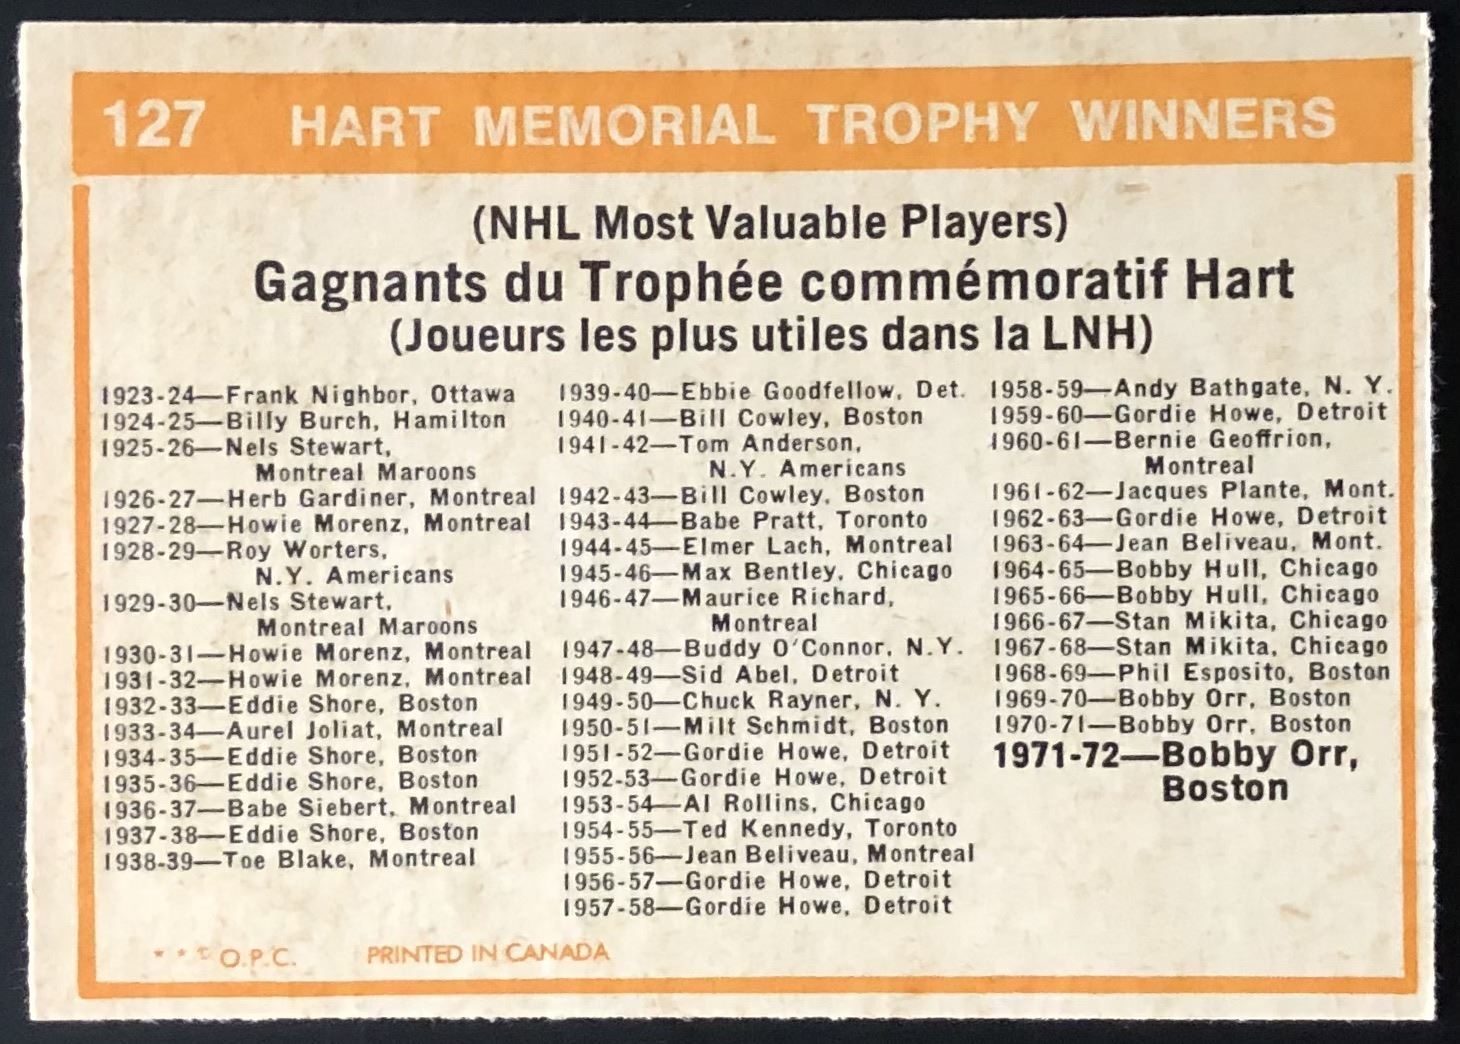 127 HART MEMORIAL TROPHY WINNERS
(NHL Most Valuable Players)
Gagnants du Trophée commémoratif Hart
(Joueurs les plus utiles dans la LNH)
1923-24—Frank Nighbor, Ottawa
1924-25—Billy Burch, Hamilton
1925-26—Nels Stewart,
Montreal Maroons
1926-27—Herb Gardiner, Montreal
1927-28—Howie Morenz, Montreal
1928-29—Roy Worters,
N.Y. Americans
1929-30—Nels Stewart,
Montreal Maroons
1930-31—Howie Morenz, Montreal
1931-32—Howie Morenz, Montreal
1932-33—Eddie Shore, Boston
1933-34—Aurel Joliat, Montreal
1934-35—Eddie Shore, Boston
1935-36—Eddie Shore, Boston
1936-37—Babe Siebert, Montreal
1937-38—Eddie Shore, Boston
1938-39—Toe Blake, Montreal
1939-40—Ebbie Goodfellow, Det.
1940-41—Bill Cowley, Boston
1941-42—Tom Anderson,
N.Y. Americans
1942-43—Bill Cowley, Boston
1943-44—Babe Pratt, Toronto
1944-45—Elmer Lach, Montreal
1945-46—Max Bentley, Chicago
1946-47—Maurice Richard,
Montreal
1947-48—Buddy O'Connor, N.Y.
1948-49—Sid Abel, Detroit
1949-50—Chuck Rayner, N. Y.
1950-51—Milt Schmidt, Boston
1951-52—Gordie Howe, Detroit
1952-53—Gordie Howe, Detroit
1953-54—Al Rollins, Chicago
1954-55—Ted Kennedy, Toronto
1955-56—Jean Beliveau, Montreal
1956-57—Gordie Howe, Detroit
1957-58—Gordie Howe, Detroit
1958-59—Andy Bathgate, N. Y.
1959-60—Gordie Howe, Detroit
1960-61—Bernie Geoffrion,
Montreal
1961-62—Jacques Plante, Mont.
1962-63—Gordie Howe, Detroit
1963-64—Jean Beliveau, Mont.
1964-65—Bobby Hull, Chicago
1965-66—Bobby Hull, Chicago
1966-67—Stan Mikita, Chicago
1967-68—Stan Mikita, Chicago
1968-69—Phil Esposito, Boston
1969-70—Bobby Orr, Boston
1970-71—Bobby Orr, Boston
1971-72—Bobby Orr,
Boston
* * © O.P.C. PRINTED IN CANADA